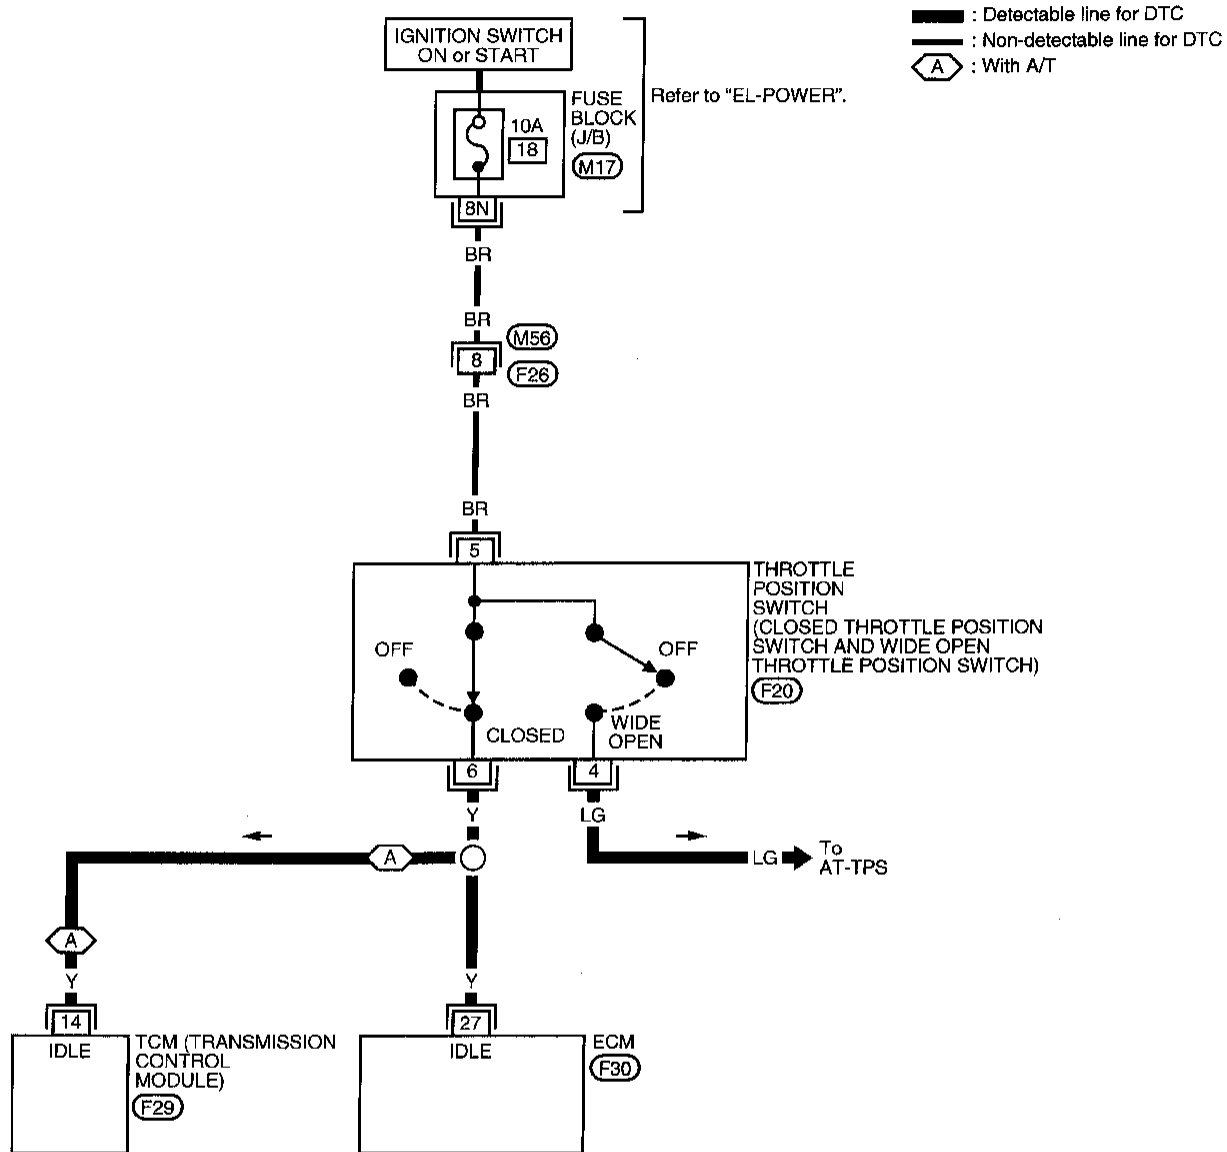 : Detectable line for DTC
: Non-detectable line for DTC
A : With A/T
IGNITION SWITCH
ON or START
Refer to "EL-POWER".
FUSE
BLOCK
(J/B)
M17
10A
18
8N
BR
BR
M56
8
F26
BR
BR
5
THROTTLE
POSITION
SWITCH
(CLOSED THROTTLE POSITION
SWITCH AND WIDE OPEN
THROTTLE POSITION SWITCH)
F20
OFF
OFF
CLOSED
WIDE
OPEN
6
4
Y
LG
A
LG
To
AT-TPS
A
Y
Y
14
27
IDLE
TCM (TRANSMISSION
CONTROL
MODULE)
F29
IDLE
ECM
F30